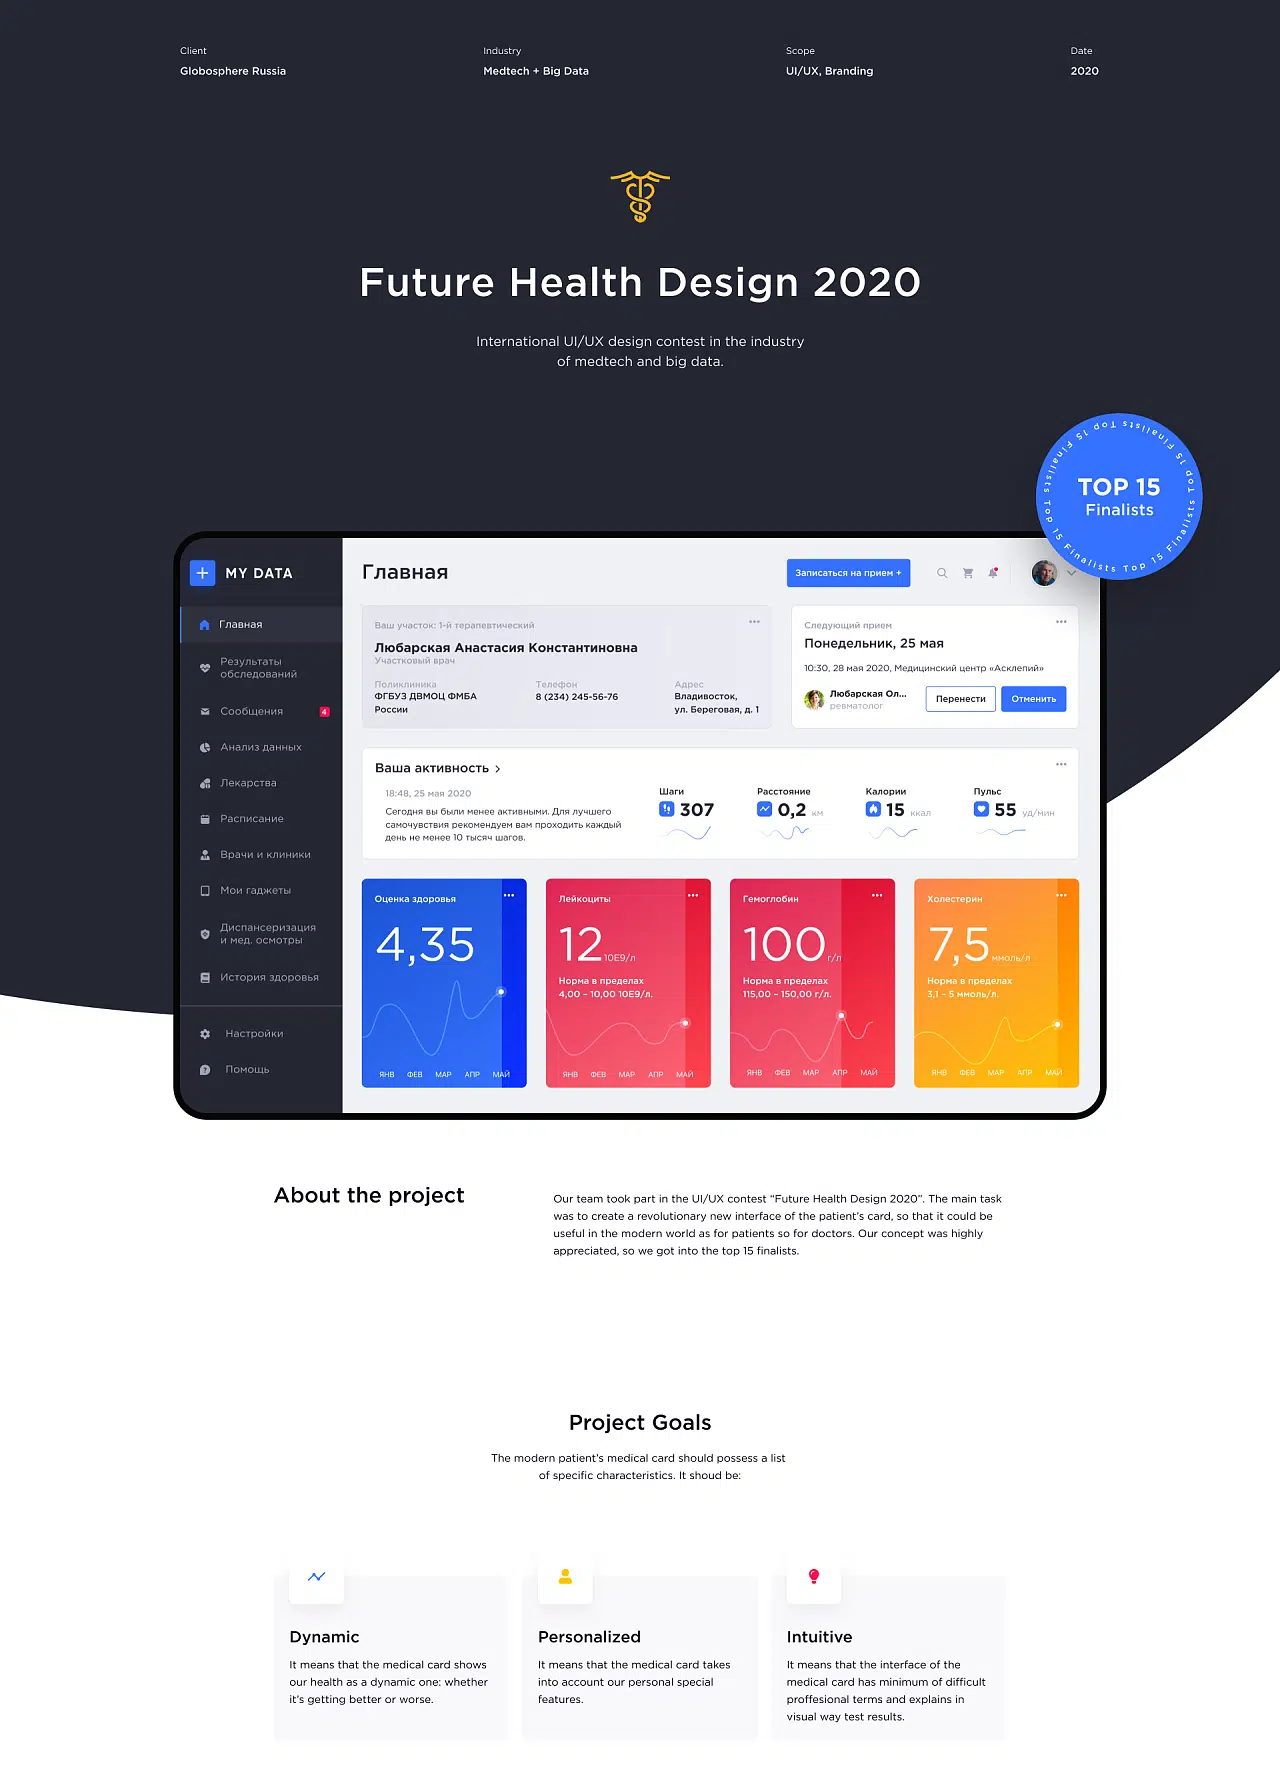 Client
Globosphere Russia
Industry
Medtech + Big Data
Scope
UI/UX, Branding
Date
2020
Future Health Design 2020
International UI/UX design contest in the industry
of medtech and big data.
TOP 15
Finalists
Top 15 Finalists Top 15 Finalists Top 15 Finalists Top 15 Finalists
MY DATA
Главная
Результаты
обследований
Сообщения
4
Анализ данных
Лекарства
Расписание
Врачи и клиники
Мои гаджеты
Диспансеризация
и мед. осмотры
История здоровья
Настройки
Помощь
Главная
Записаться на прием +
Ваш участок: 1-й терапевтический
Любарская Анастасия Константиновна
Участковый врач
Поликлиника
ФГБУЗ ДВМОЦ ФМБА
России
Телефон
8 (234) 245-56-76
Адрес
Владивосток,
ул. Береговая, д. 1
Следующий прием
Понедельник, 25 мая
10:30, 28 мая 2020, Медицинский центр «Асклепий»
Любарская Ол...
ревматолог
Перенести
Отменить
Ваша активность >
18:48, 25 мая 2020
Сегодня вы были менее активными. Для лучшего
самочувствия рекомендуем вам проходить каждый
день не менее 10 тысяч шагов.
Шаги
307
Расстояние
0,2 км
Калории
15 ккал
Пульс
55 уд/мин
Оценка здоровья
4,35
ЯНВ ФЕВ МАР АПР МАЙ
Лейкоциты
12 10E9/л
Норма в пределах
4,00 – 10,00 10E9/л.
ЯНВ ФЕВ МАР АПР МАЙ
Гемоглобин
100 г/л
Норма в пределах
115,00 – 150,00 г/л.
ЯНВ ФЕВ МАР АПР МАЙ
Холестерин
7,5 ммоль/л
Норма в пределах
3,1 – 5 ммоль/л.
ЯНВ ФЕВ МАР АПР МАЙ
About the project
Our team took part in the UI/UX contest “Future Health Design 2020”. The main task
was to create a revolutionary new interface of the patient’s card, so that it could be
useful in the modern world as for patients so for doctors. Our concept was highly
appreciated, so we got into the top 15 finalists.
Project Goals
The modern patient’s medical card should possess a list
of specific characteristics. It shoud be:
Dynamic
It means that the medical card shows
our health as a dynamic one: whether
it’s getting better or worse.
Personalized
It means that the medical card takes
into account our personal special
features.
Intuitive
It means that the interface of the
medical card has minimum of difficult
proffesional terms and explains in
visual way test results.